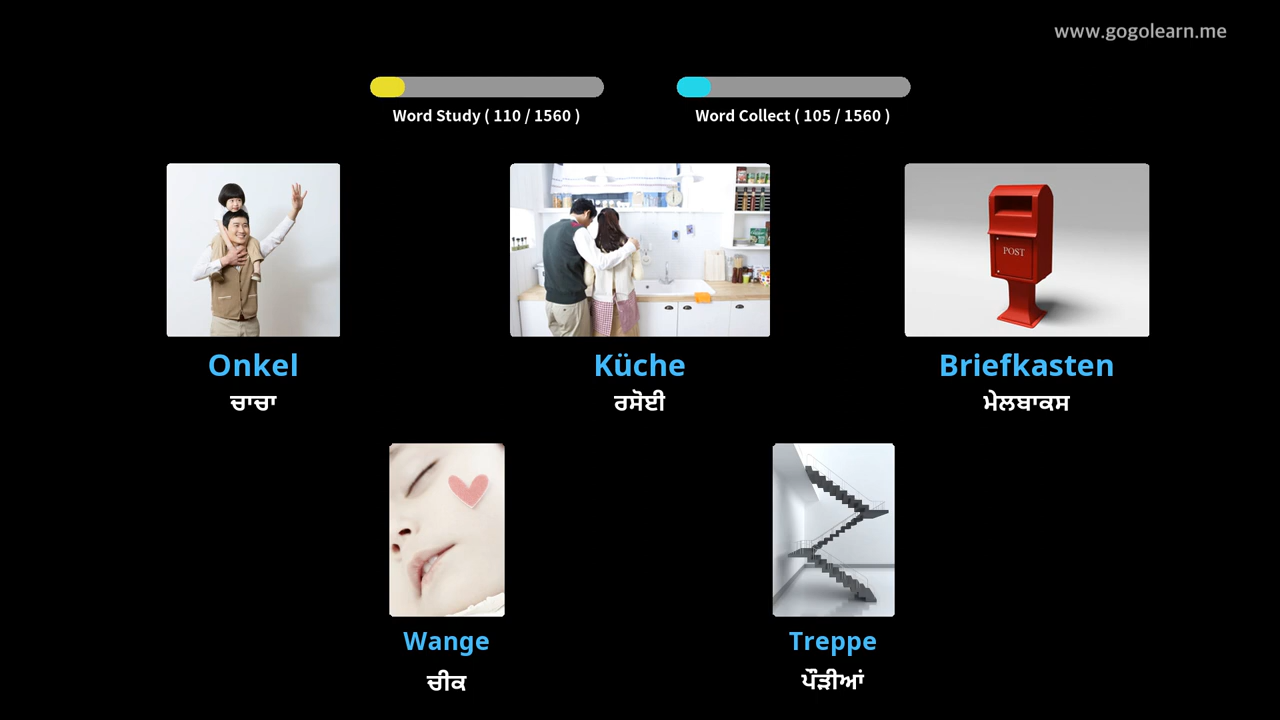 www.gogolearn.me
Word Study ( 110 / 1560 )
Word Collect ( 105 / 1560 )
Onkel
ਚਾਚਾ
Küche
ਰਸੋਈ
POST
Briefkasten
ਮੇਲਬਾਕਸ
Wange
ਚੀਕ
Treppe
ਪੌੜੀਆਂ